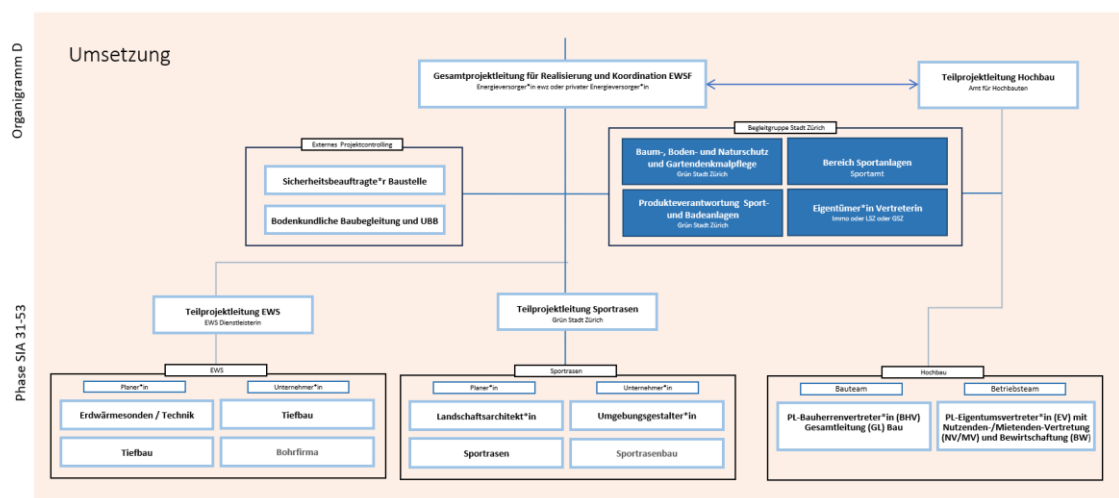 Organigramm D
Phase SIA 31-53
Umsetzung
Gesamtprojektleitung für Realisierung und Koordination EWSF
Energieversorger*in ewz oder privater Energieversorger*in
Teilprojektleitung Hochbau
Amt für Hochbauten
Externes Projektcontrolling
Sicherheitsbeauftragte*r Baustelle
Bodenkundliche Baubegleitung und UBB
Begleitgruppe Stadt Zürich
Baum-, Boden- und Naturschutz
und Gartendenkmalpflege
Grün Stadt Zürich
Bereich Sportanlagen
Sportamt
Produkteverantwortung Sport-
und Badeanlagen
Grün Stadt Zürich
Eigentümer*in Vertreterin
Immo oder LSZ oder GSZ
Teilprojektleitung EWS
EWS Dienstleisterin
Teilprojektleitung Sportrasen
Grün Stadt Zürich
EWS
Planer*in
Unternehmer*in
Erdwärmesonden / Technik
Tiefbau
Tiefbau
Bohrfirma
Sportrasen
Planer*in
Unternehmer*in
Landschaftsarchitekt*in
Umgebungsgestalter*in
Sportrasen
Sportrasenbau
Hochbau
Bauteam
Betriebsteam
PL-Bauherrenvertreter*in (BHV)
Gesamtleitung (GL) Bau
PL-Eigentumsvertreter*in (EV) mit
Nutzenden-/Mietenden-Vertretung
(NV/MV) und Bewirtschaftung (BW)